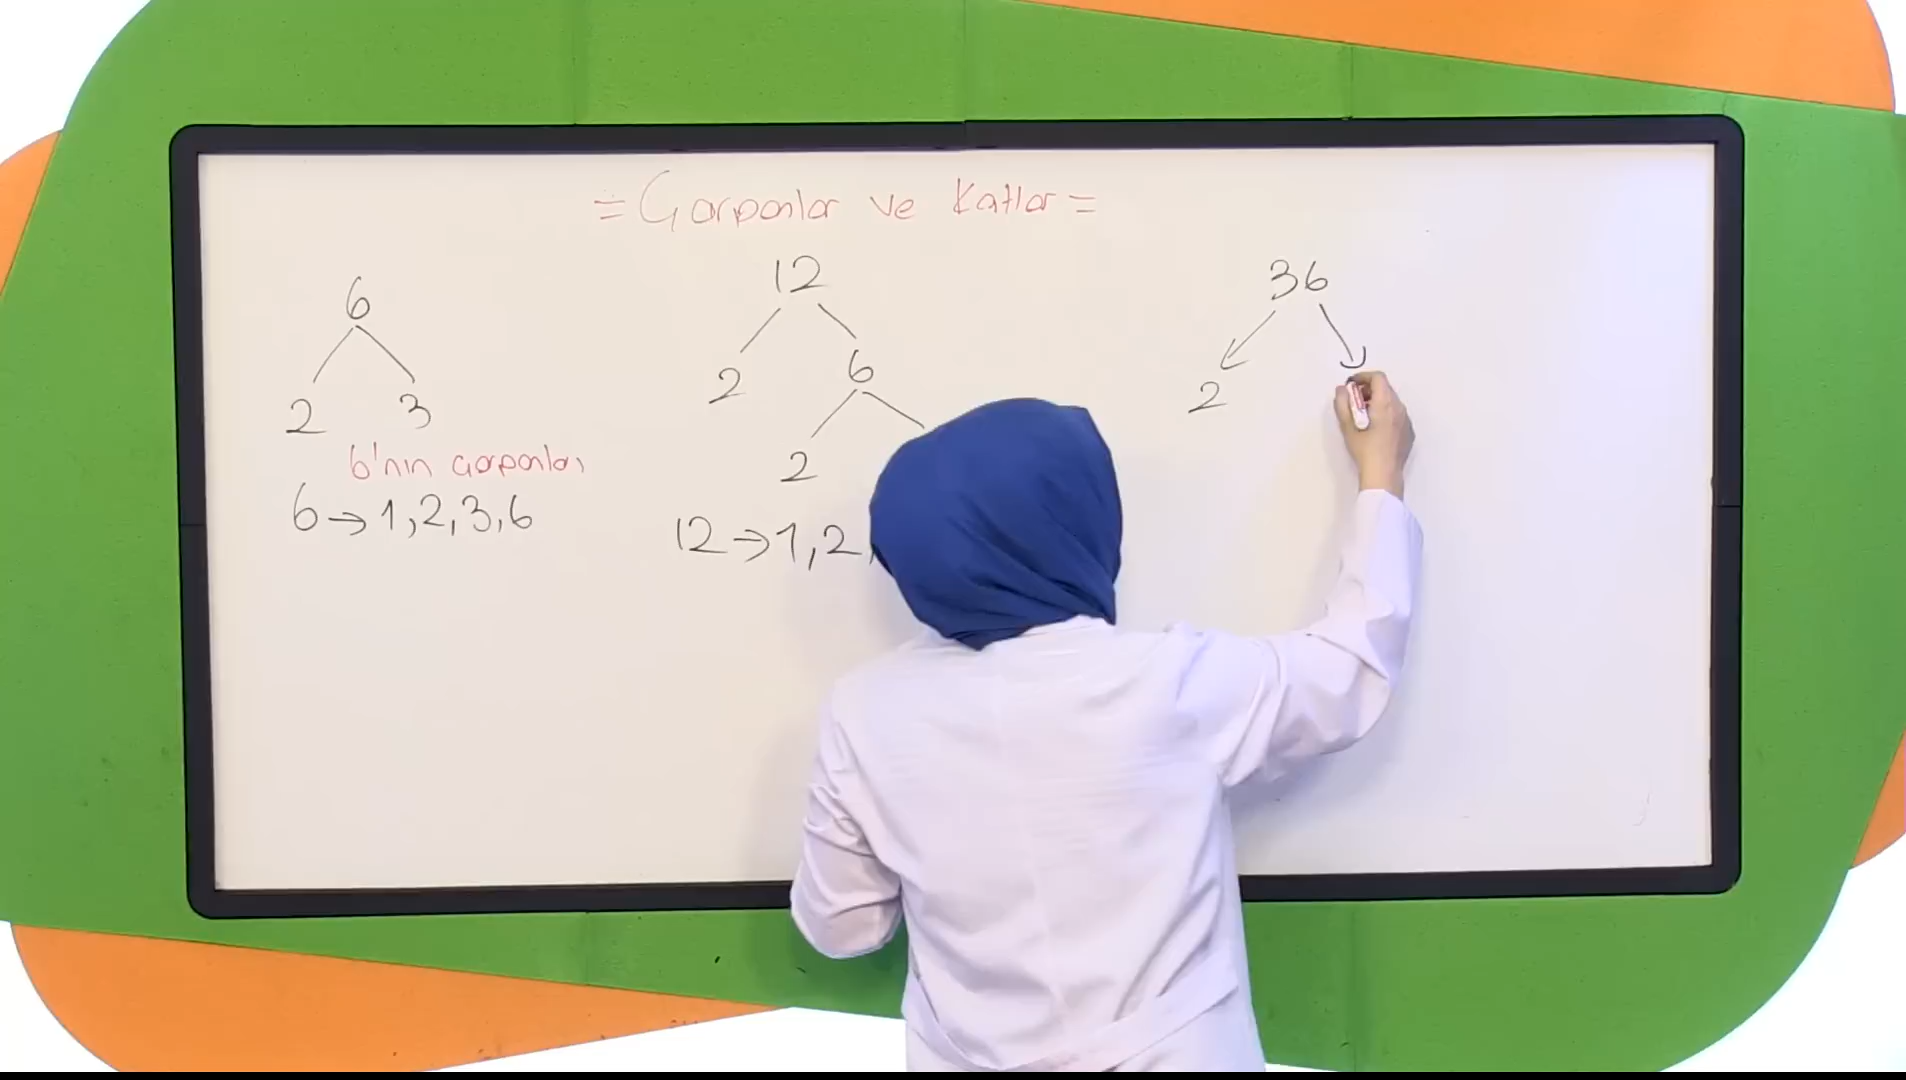 = Çarpanlar ve Katlar =
6
2 3
6'nın çarpanları
6 → 1, 2, 3, 6
12
2 6
2
12 → 1, 2,
36
2